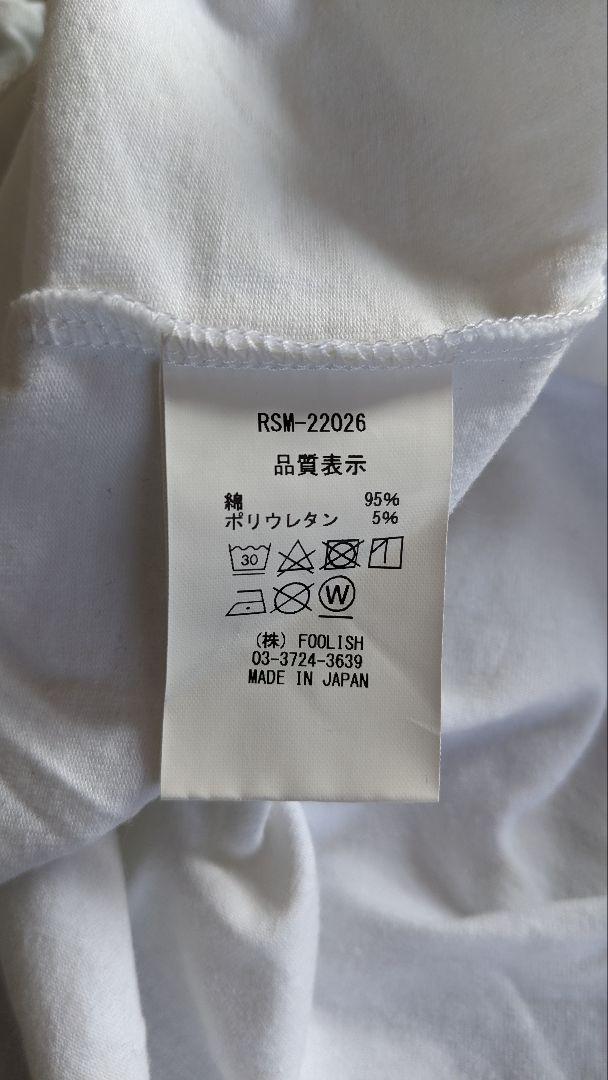 RSM-22026
品質表示
綿 95%
ポリウレタン 5%
30
W
(株) FOOLISH
03-3724-3639
MADE IN JAPAN